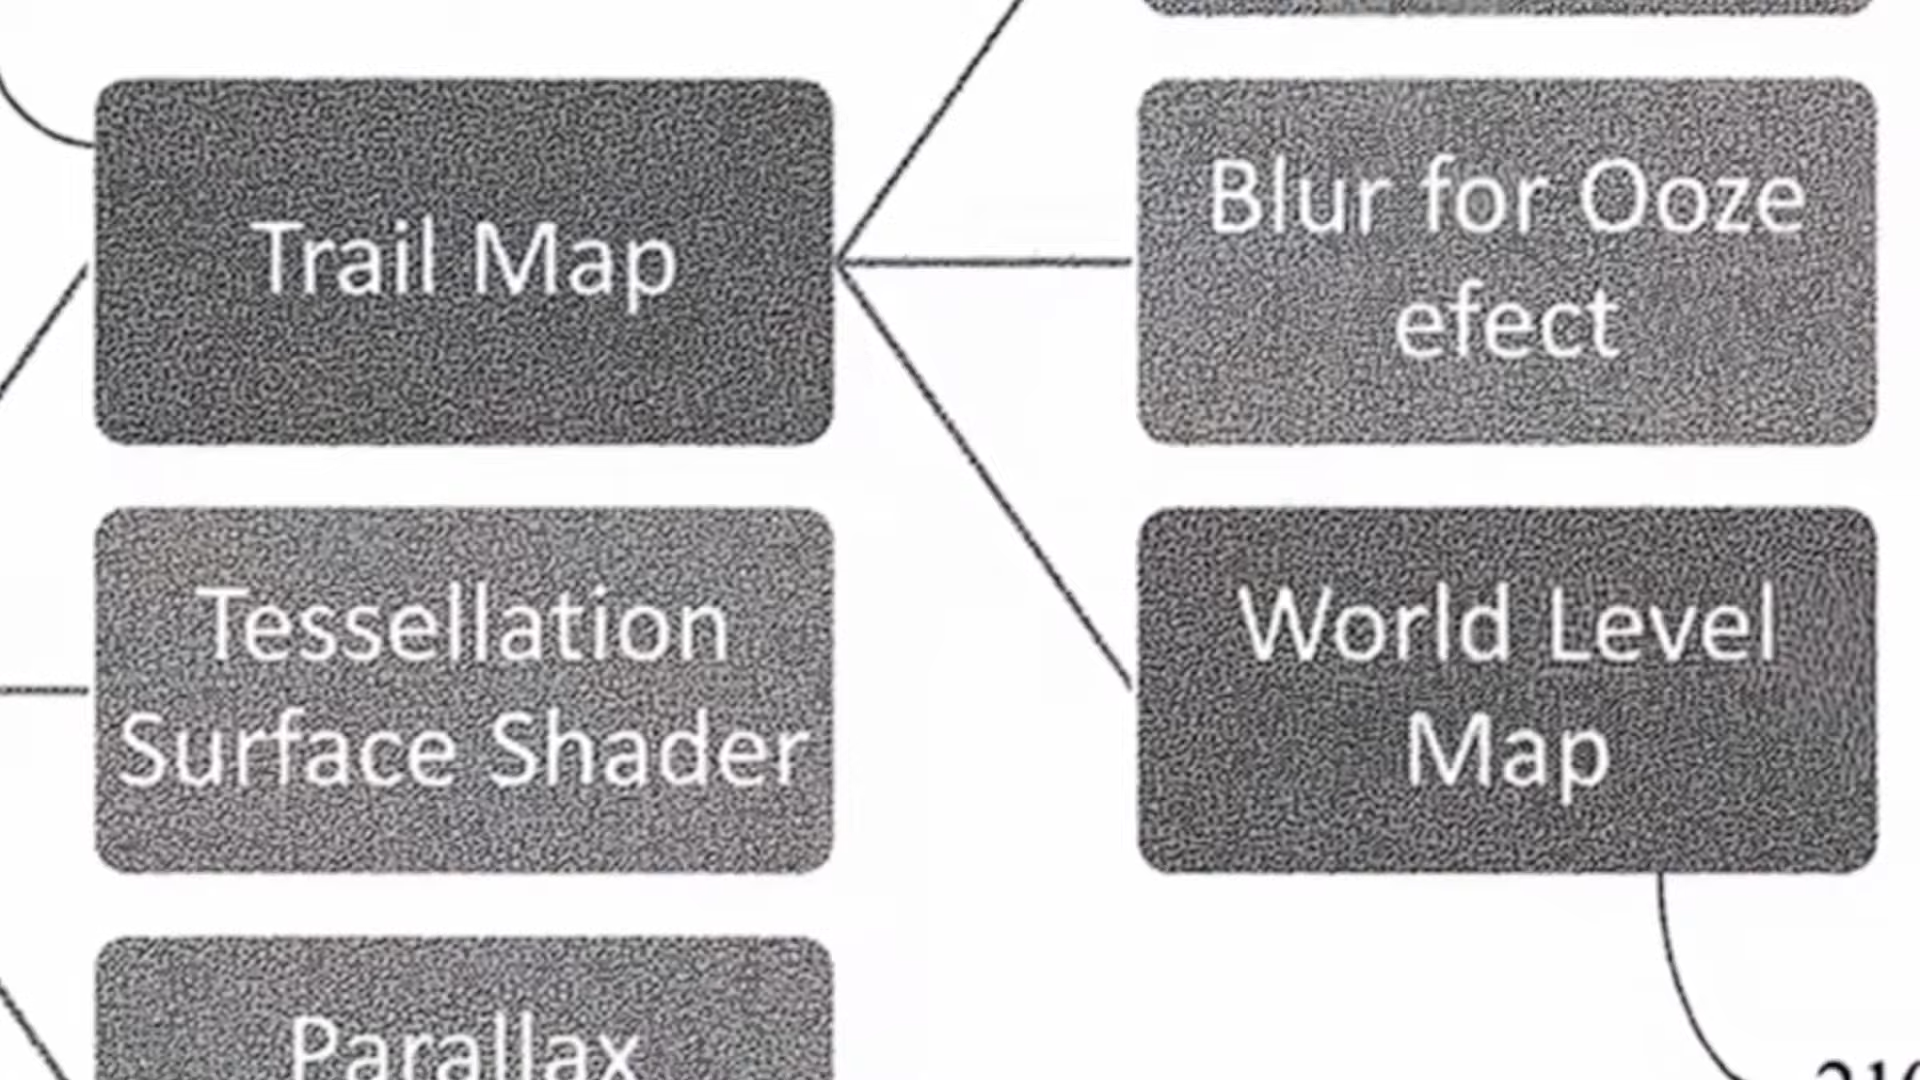 Trail Map
Blur for Ooze
efect
Tessellation
Surface Shader
World Level
Map
Parallax